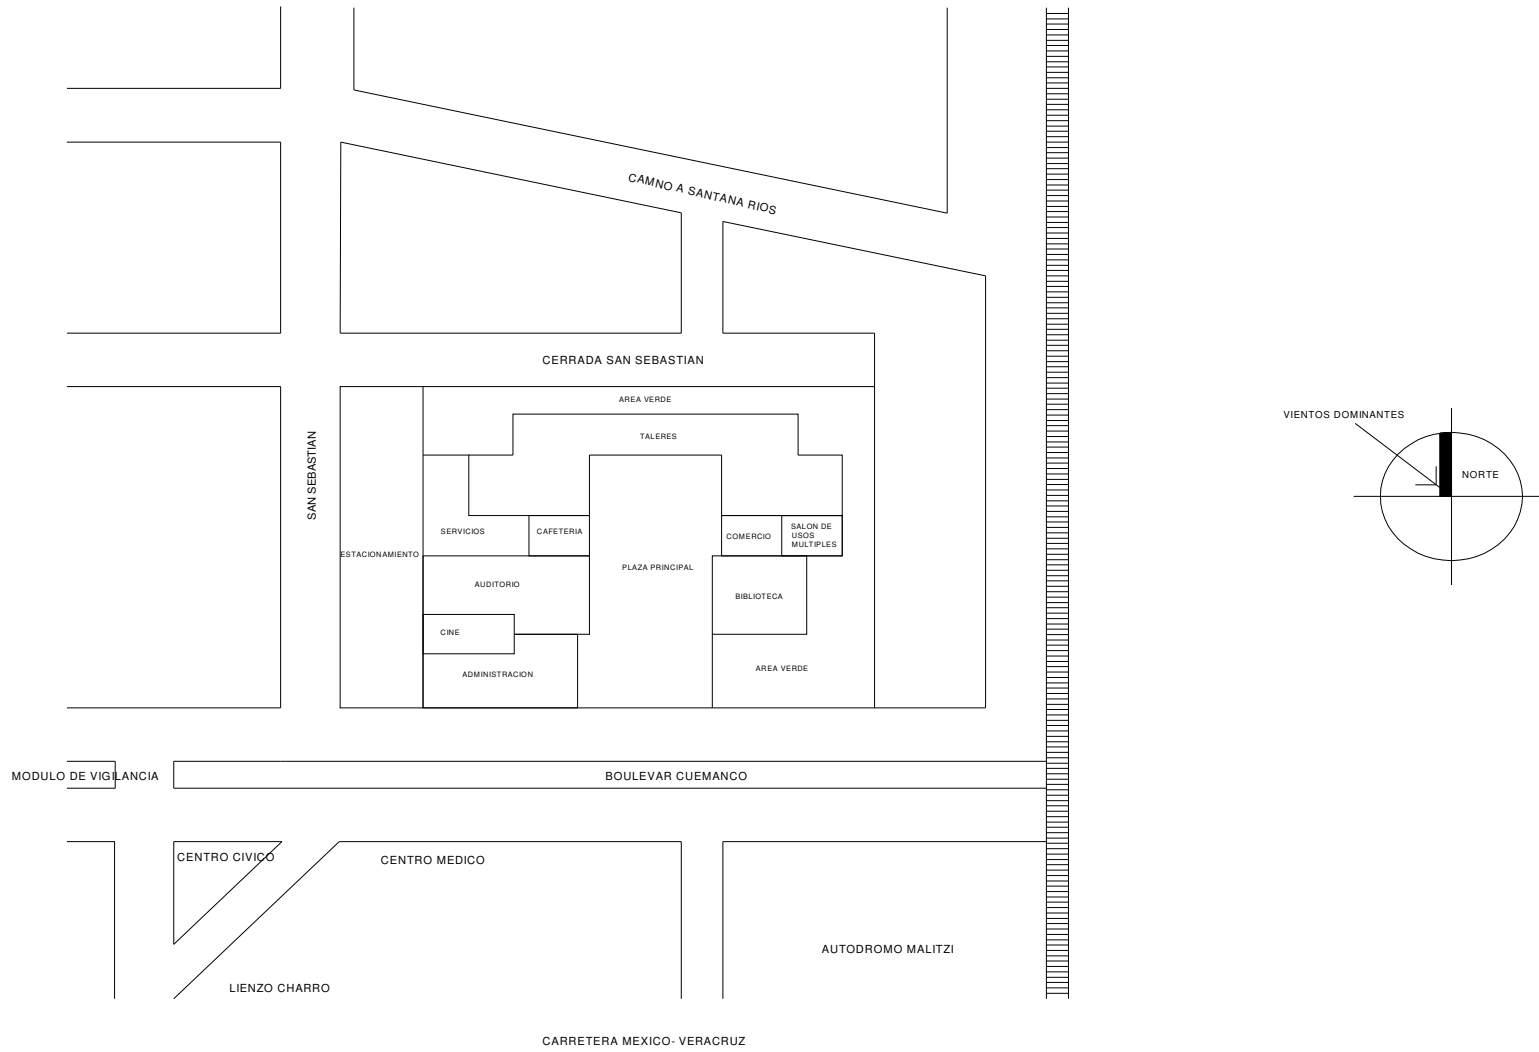 CAMNO A SANTANA RIOS
CERRADA SAN SEBASTIAN
AREA VERDE
VIENTOS DOMINANTES
TALERES
SAN SEBASTIAN
NORTE
SERVICIOS
CAFETERIA
COMERCIO
SALON DE
USOS
MULTIPLES
ESTACIONAMIENTO
PLAZA PRINCIPAL
AUDITORIO
BIBLIOTECA
CINE
ADMINISTRACION
AREA VERDE
MODULO DE VIGILANCIA
BOULEVAR CUEMANCO
CENTRO CIVICO
CENTRO MEDICO
AUTODROMO MALITZI
LIENZO CHARRO
CARRETERA MEXICO- VERACRUZ